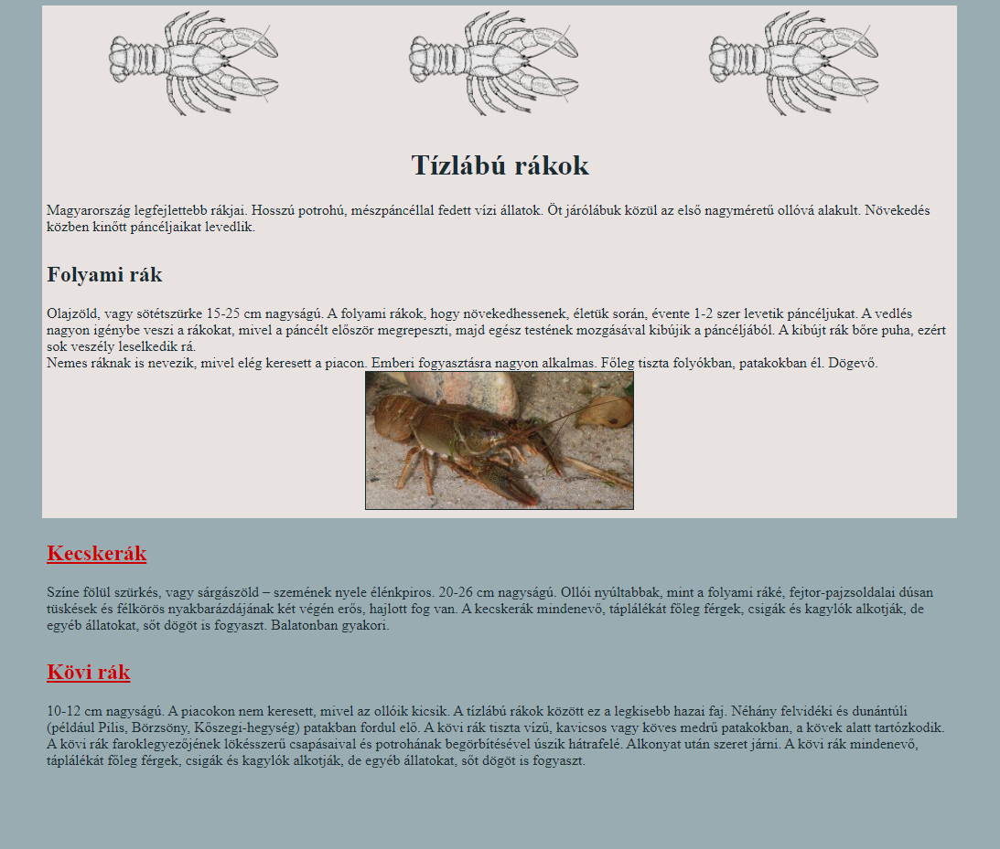 Tízlábú rákok
Magyarország legfejlettebb rákjai. Hosszú potrohú, mészpáncéllal fedett vízi állatok. Öt járólábuk közül az első nagyméretű ollóvá alakult. Növekedés
közben kinőtt páncéljaikat levedlik.
Folyami rák
Olajzöld, vagy sötétszürke 15-25 cm nagyságú. A folyami rákok, hogy növekedhessenek, életük során, évente 1-2 szer levetik páncéljukat. A vedlés
nagyon igénybe veszi a rákokat, mivel a páncélt először megrepeszti, majd egész testének mozgásával kibújik a páncéljából. A kibújt rák bőre puha, ezért
sok veszély leselkedik rá.
Nemes ráknak is nevezik, mivel elég keresett a piacon. Emberi fogyasztásra nagyon alkalmas. Főleg tiszta folyókban, patakokban él. Dögevő.
Kecskerák
Színe fölül szürkés, vagy sárgászöld – szemének nyele élénkpiros. 20-26 cm nagyságú. Ollói nyúltabbak, mint a folyami ráké, fejtor-pajzsoldalai dúsan
tüskések és félkörös nyakbarázdájának két végén erős, hajlott fog van. A kecskerák mindenevő, táplálékát főleg férgek, csigák és kagylók alkotják, de
egyéb állatokat, sőt dögöt is fogyaszt. Balatonban gyakori.
Kövi rák
10-12 cm nagyságú. A piacokon nem keresett, mivel az ollóik kicsik. A tízlábú rákok között ez a legkisebb hazai faj. Néhány felvidéki és dunántúli
(például Pilis, Börzsöny, Kőszegi-hegység) patakban fordul elő. A kövi rák tiszta vízű, kavicsos vagy köves medrű patakokban, a kövek alatt tartózkodik.
A kövi rák faroklegyezőjének lökésszerű csapásaival és potrohának begörbítésével úszik hátrafelé. Alkonyat után szeret járni. A kövi rák mindenevő,
táplálékát főleg férgek, csigák és kagylók alkotják, de egyéb állatokat, sőt dögöt is fogyaszt.